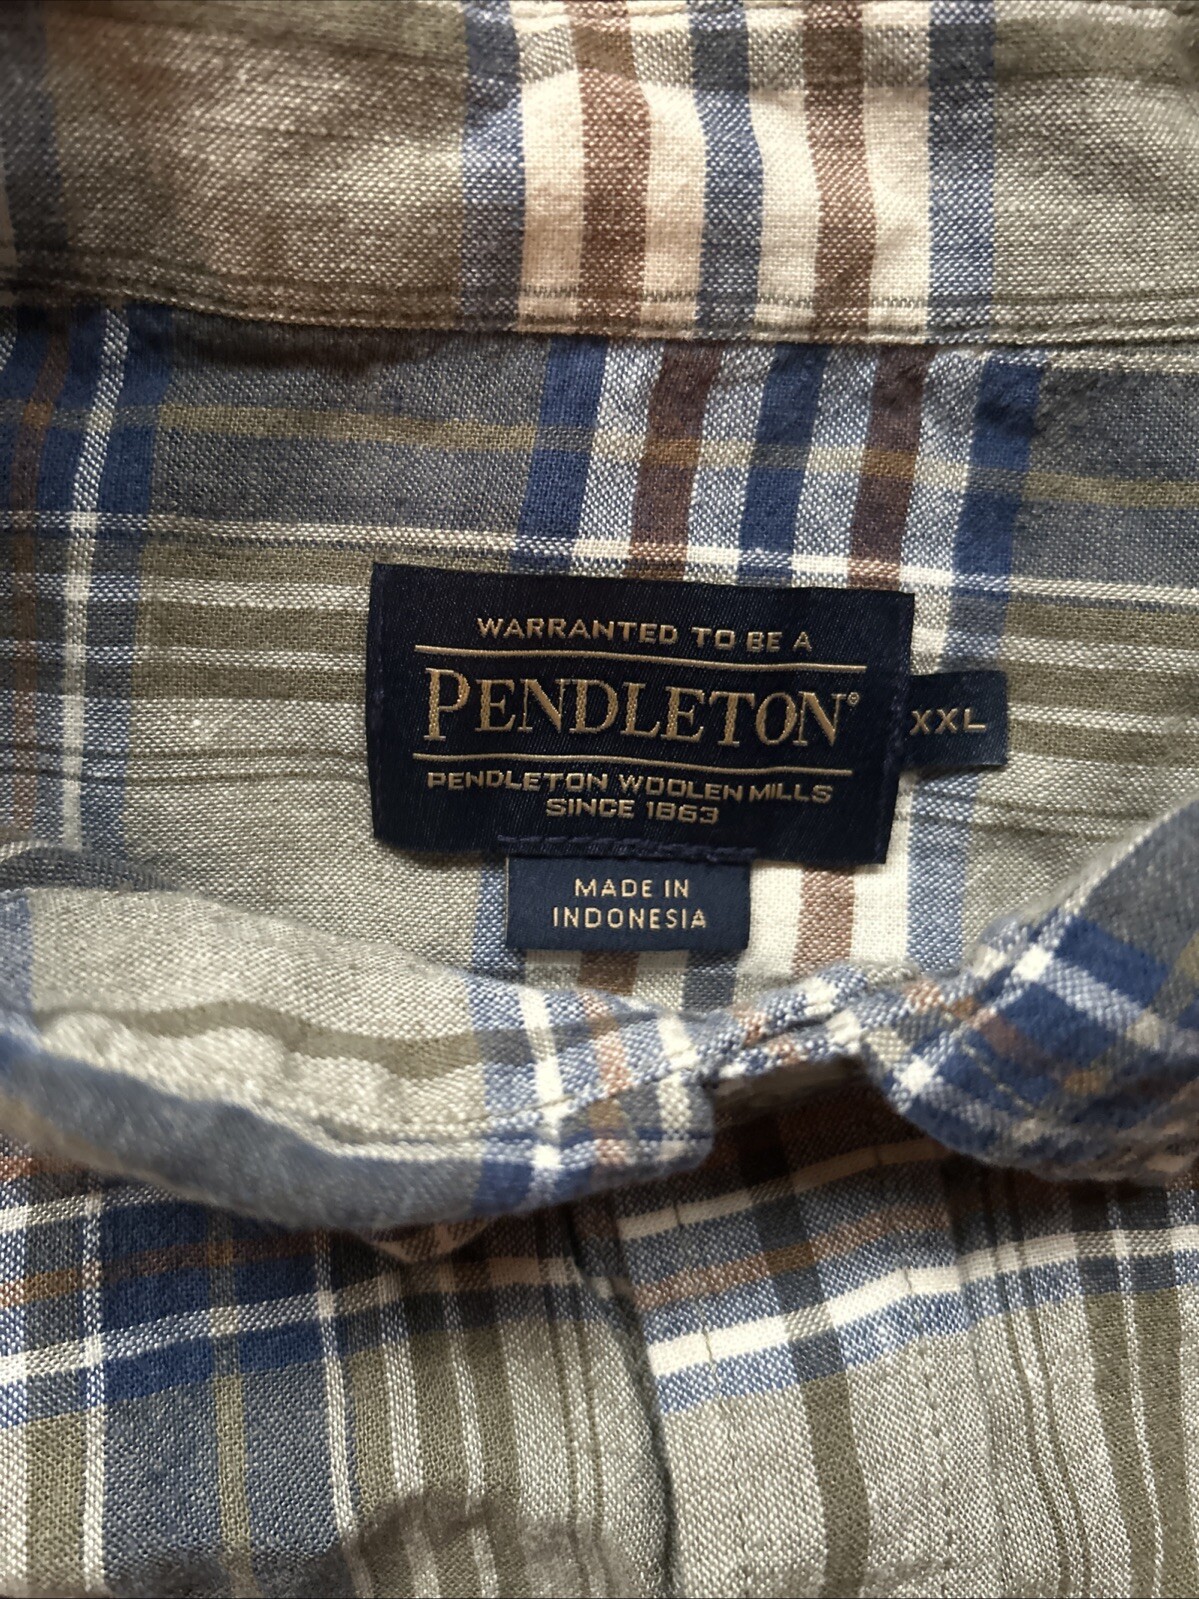 WARRANTED TO BE A
PENDLETON®
XXL
PENDLETON WOOLEN MILLS
SINCE 1863
MADE IN
INDONESIA